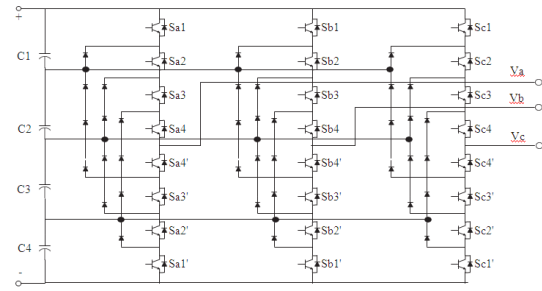 +
Sa1 Sb1 Sc1
C1 Sa2 Sb2 Sc2
Va
Sa3 Sb3 Sc3
Vb
C2 Sa4 Sb4 Sc4
Vc
Sa4' Sb4' Sc4'
C3 Sa3' Sb3' Sc3'
Sa2' Sb2' Sc2'
C4
Sa1' Sb1' Sc1'
-